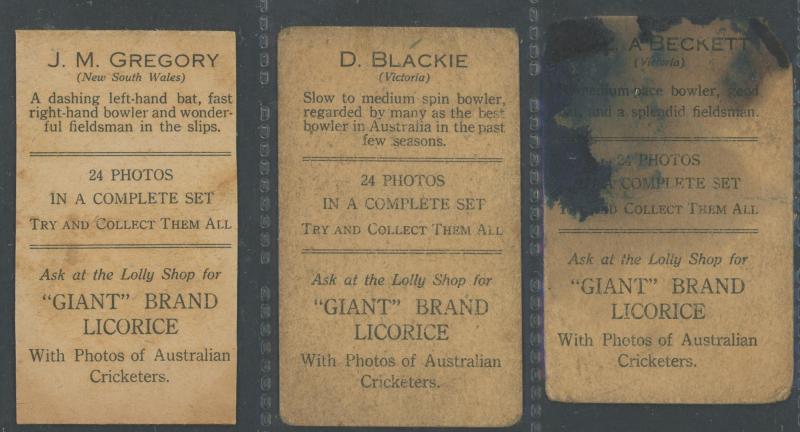 J. M. GREGORY
(New South Wales)
A dashing left-hand bat, fast
right-hand bowler and wonder-
ful fieldsman in the slips.
24 PHOTOS
IN A COMPLETE SET
TRY AND COLLECT THEM ALL
Ask at the Lolly Shop for
"GIANT" BRAND
LICORICE
With Photos of Australian
Cricketers.
D. BLACKIE
(Victoria)
Slow to medium spin bowler,
regarded by many as the best
bowler in Australia in the past
few seasons.
24 PHOTOS
IN A COMPLETE SET
TRY AND COLLECT THEM ALL
Ask at the Lolly Shop for
"GIANT" BRAND
LICORICE
With Photos of Australian
Cricketers.
A BECKETT
(Victoria)
medium-pace bowler, good
and a splendid fieldsman.
24 PHOTOS
A COMPLETE SET
AND COLLECT THEM ALL
Ask at the Lolly Shop for
"GIANT" BRAND
LICORICE
With Photos of Australian
Cricketers.